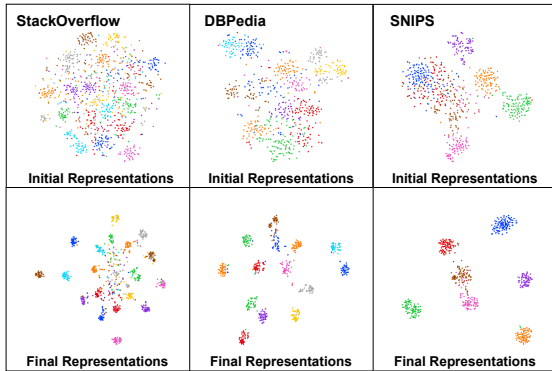 StackOverflow
DBPedia
SNIPS
Initial Representations
Initial Representations
Initial Representations
Final Representations
Final Representations
Final Representations